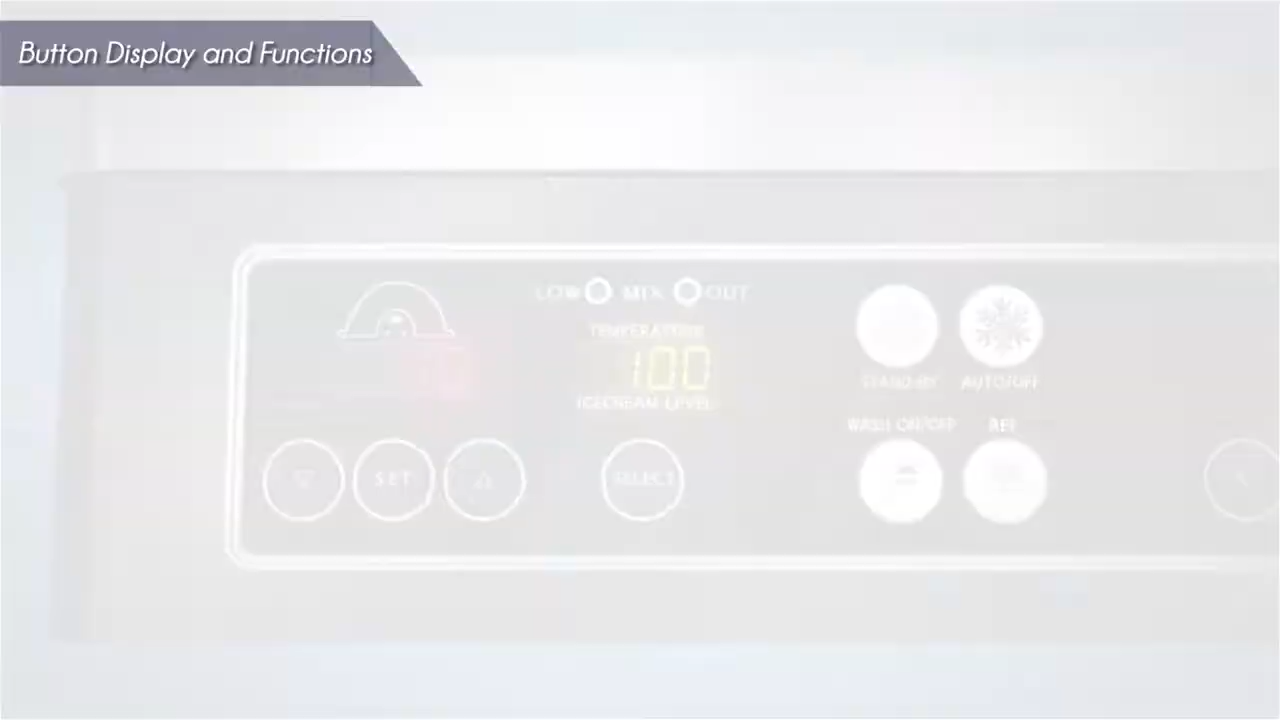 Button Display and Functions
LOW MIX OUT
TEMPERATURE
100
ICECREAM LEVEL
SET
SELECT
STAND-BY AUTO/OFF
WASH ON/OFF REF